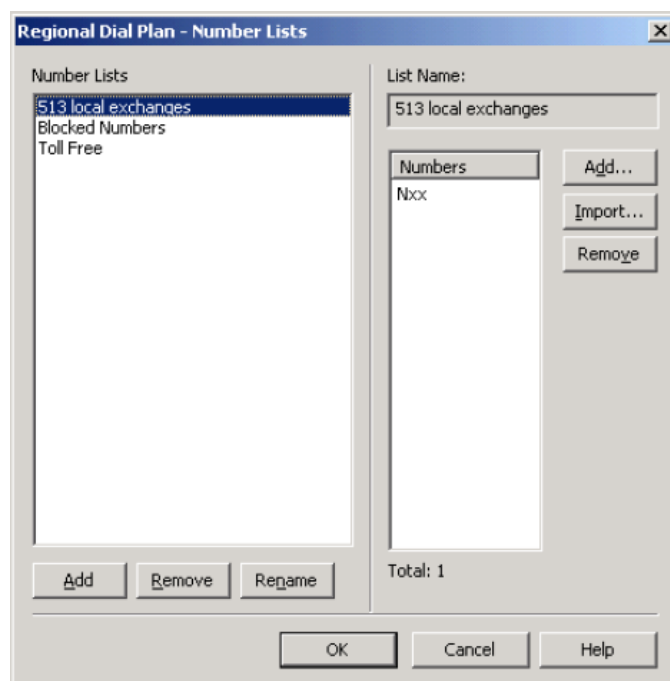 Regional Dial Plan - Number Lists
Number Lists
513 local exchanges
Blocked Numbers
Toll Free
Add
Remove
Rename
List Name:
513 local exchanges
Numbers
Nxx
Add...
Import...
Remove
Total: 1
OK
Cancel
Help